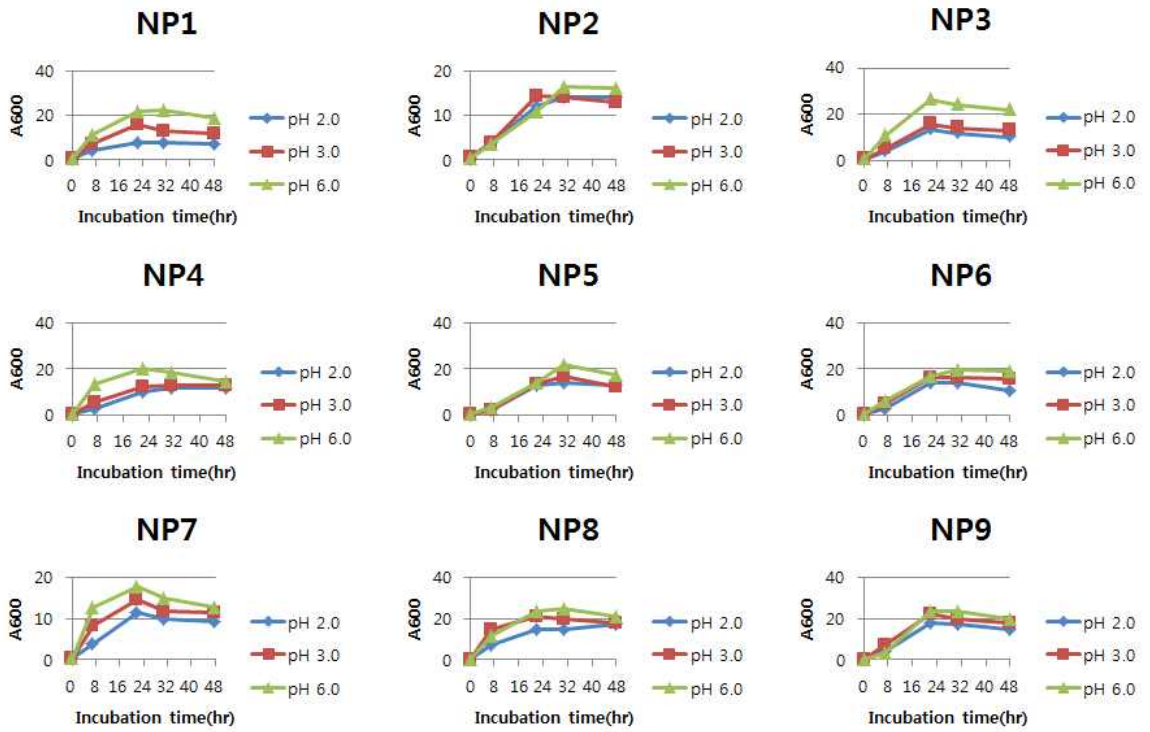 NP1
40
20
0
A600
0 8 16 24 32 40 48
Incubation time(hr)
pH 2.0
pH 3.0
pH 6.0
NP2
20
10
0
A600
0 8 16 24 32 40 48
Incubation time(hr)
pH 2.0
pH 3.0
pH 6.0
NP3
40
20
0
A600
0 8 16 24 32 40 48
Incubation time(hr)
pH 2.0
pH 3.0
pH 6.0
NP4
40
20
0
A600
0 8 16 24 32 40 48
Incubation time(hr)
pH 2.0
pH 3.0
pH 6.0
NP5
40
20
0
A600
0 8 16 24 32 40 48
Incubation time(hr)
pH 2.0
pH 3.0
pH 6.0
NP6
40
20
0
A600
0 8 16 24 32 40 48
Incubation time(hr)
pH 2.0
pH 3.0
pH 6.0
NP7
20
10
0
A600
0 8 16 24 32 40 48
Incubation time(hr)
pH 2.0
pH 3.0
pH 6.0
NP8
40
20
0
A600
0 8 16 24 32 40 48
Incubation time(hr)
pH 2.0
pH 3.0
pH 6.0
NP9
40
20
0
A600
0 8 16 24 32 40 48
Incubation time(hr)
pH 2.0
pH 3.0
pH 6.0